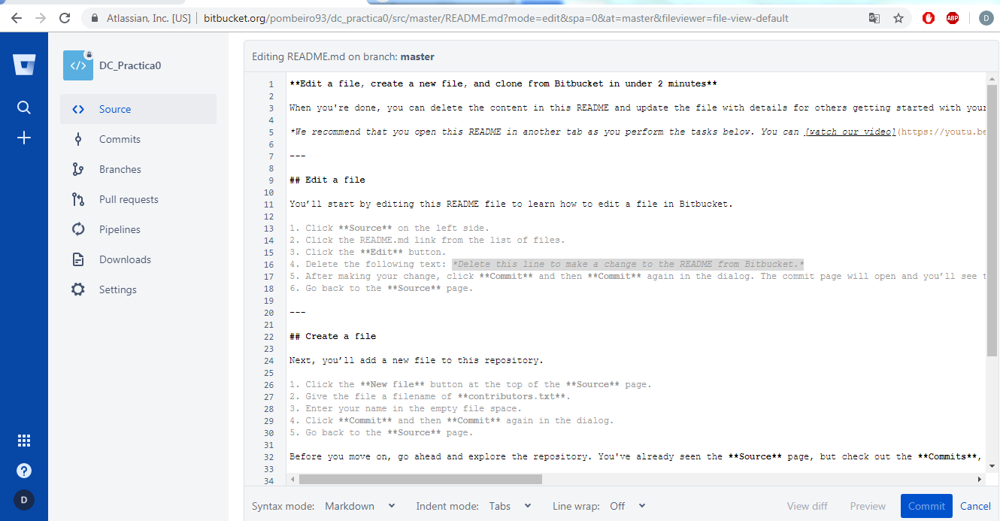 Atlassian, Inc. [US] | bitbucket.org/pombeiro93/dc_practica0/src/master/README.md?mode=edit&spa=0&at=master&fileviewer=file-view-default
ABP
D
DC_Practica0
Source
Commits
Branches
Pull requests
Pipelines
Downloads
Settings
D
Editing README.md on branch: master
1 **Edit a file, create a new file, and clone from Bitbucket in under 2 minutes**
2
3 When you're done, you can delete the content in this README and update the file with details for others getting started with your
4
5 *We recommend that you open this README in another tab as you perform the tasks below. You can [watch our video](https://youtu.be
6
7 ---
8
9 ## Edit a file
10
11 You’ll start by editing this README file to learn how to edit a file in Bitbucket.
12
13 1. Click **Source** on the left side.
14 2. Click the README.md link from the list of files.
15 3. Click the **Edit** button.
16 4. Delete the following text: *Delete this line to make a change to the README from Bitbucket.*
17 5. After making your change, click **Commit** and then **Commit** again in the dialog. The commit page will open and you’ll see t
18 6. Go back to the **Source** page.
19
20 ---
21
22 ## Create a file
23
24 Next, you’ll add a new file to this repository.
25
26 1. Click the **New file** button at the top of the **Source** page.
27 2. Give the file a filename of **contributors.txt**.
28 3. Enter your name in the empty file space.
29 4. Click **Commit** and then **Commit** again in the dialog.
30 5. Go back to the **Source** page.
31
32 Before you move on, go ahead and explore the repository. You've already seen the **Source** page, but check out the **Commits**,
33
34
Syntax mode: Markdown Indent mode: Tabs Line wrap: Off View diff Preview Commit Cancel